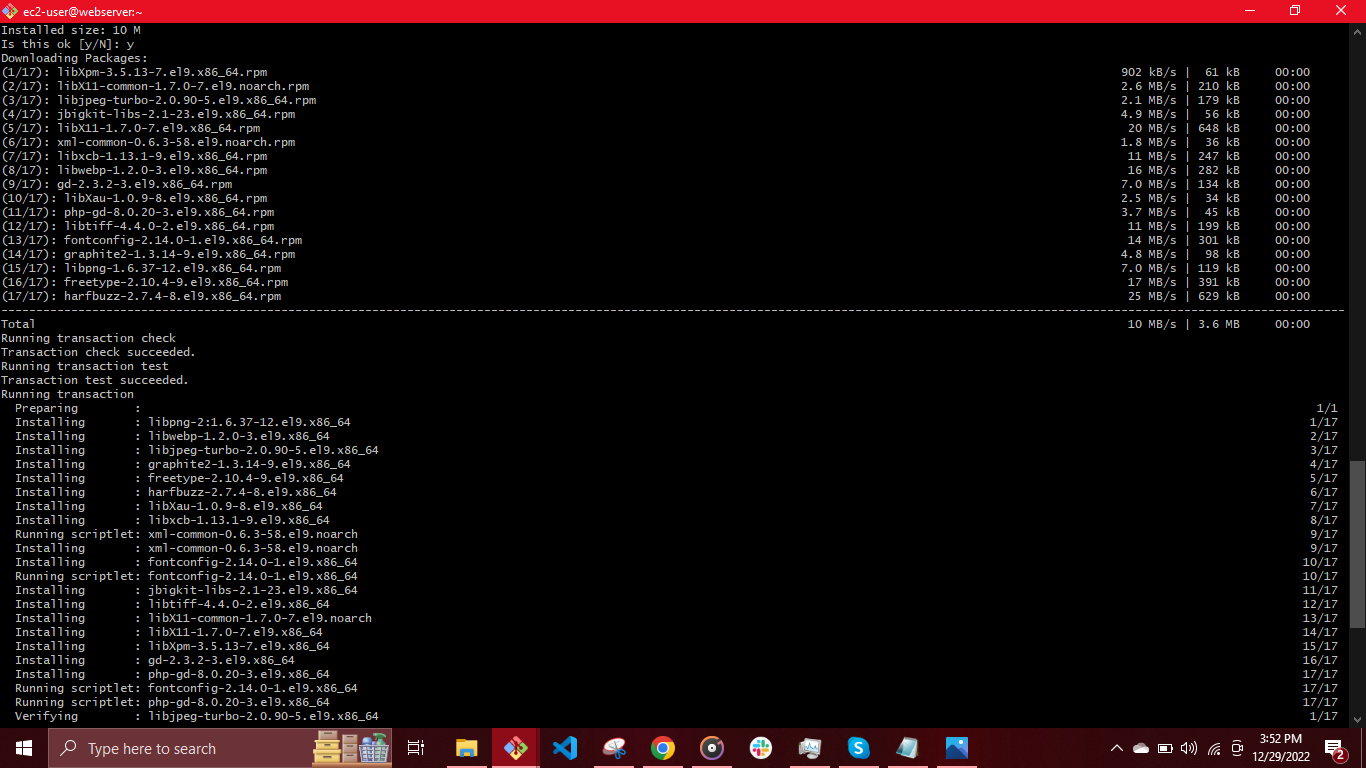 ec2-user@webserver:~
Installed size: 10 M
Is this ok [y/N]: y
Downloading Packages:
(1/17): libXpm-3.5.13-7.el9.x86_64.rpm 902 kB/s | 61 kB 00:00
(2/17): libX11-common-1.7.0-7.el9.noarch.rpm 2.6 MB/s | 210 kB 00:00
(3/17): libjpeg-turbo-2.0.90-5.el9.x86_64.rpm 2.1 MB/s | 179 kB 00:00
(4/17): jbigkit-libs-2.1-23.el9.x86_64.rpm 4.9 MB/s | 56 kB 00:00
(5/17): libX11-1.7.0-7.el9.x86_64.rpm 20 MB/s | 648 kB 00:00
(6/17): xml-common-0.6.3-58.el9.noarch.rpm 1.8 MB/s | 36 kB 00:00
(7/17): libxcb-1.13.1-9.el9.x86_64.rpm 11 MB/s | 247 kB 00:00
(8/17): libwebp-1.2.0-3.el9.x86_64.rpm 16 MB/s | 282 kB 00:00
(9/17): gd-2.3.2-3.el9.x86_64.rpm 7.0 MB/s | 134 kB 00:00
(10/17): libXau-1.0.9-8.el9.x86_64.rpm 2.5 MB/s | 34 kB 00:00
(11/17): php-gd-8.0.20-3.el9.x86_64.rpm 3.7 MB/s | 45 kB 00:00
(12/17): libtiff-4.4.0-2.el9.x86_64.rpm 11 MB/s | 199 kB 00:00
(13/17): fontconfig-2.14.0-1.el9.x86_64.rpm 14 MB/s | 301 kB 00:00
(14/17): graphite2-1.3.14-9.el9.x86_64.rpm 4.8 MB/s | 98 kB 00:00
(15/17): libpng-1.6.37-12.el9.x86_64.rpm 7.0 MB/s | 119 kB 00:00
(16/17): freetype-2.10.4-9.el9.x86_64.rpm 17 MB/s | 391 kB 00:00
(17/17): harfbuzz-2.7.4-8.el9.x86_64.rpm 25 MB/s | 629 kB 00:00
--------------------------------------------------------------------------------
Total 10 MB/s | 3.6 MB 00:00
Running transaction check
Transaction check succeeded.
Running transaction test
Transaction test succeeded.
Running transaction
Preparing : 1/1
Installing : libpng-2:1.6.37-12.el9.x86_64 1/17
Installing : libwebp-1.2.0-3.el9.x86_64 2/17
Installing : libjpeg-turbo-2.0.90-5.el9.x86_64 3/17
Installing : graphite2-1.3.14-9.el9.x86_64 4/17
Installing : freetype-2.10.4-9.el9.x86_64 5/17
Installing : harfbuzz-2.7.4-8.el9.x86_64 6/17
Installing : libXau-1.0.9-8.el9.x86_64 7/17
Installing : libxcb-1.13.1-9.el9.x86_64 8/17
Running scriptlet: xml-common-0.6.3-58.el9.noarch 9/17
Installing : xml-common-0.6.3-58.el9.noarch 9/17
Installing : fontconfig-2.14.0-1.el9.x86_64 10/17
Running scriptlet: fontconfig-2.14.0-1.el9.x86_64 10/17
Installing : jbigkit-libs-2.1-23.el9.x86_64 11/17
Installing : libtiff-4.4.0-2.el9.x86_64 12/17
Installing : libX11-common-1.7.0-7.el9.noarch 13/17
Installing : libX11-1.7.0-7.el9.x86_64 14/17
Installing : libXpm-3.5.13-7.el9.x86_64 15/17
Installing : gd-2.3.2-3.el9.x86_64 16/17
Installing : php-gd-8.0.20-3.el9.x86_64 17/17
Running scriptlet: fontconfig-2.14.0-1.el9.x86_64 17/17
Running scriptlet: php-gd-8.0.20-3.el9.x86_64 17/17
Verifying : libjpeg-turbo-2.0.90-5.el9.x86_64 1/17
Type here to search
3:52 PM
12/29/2022
2